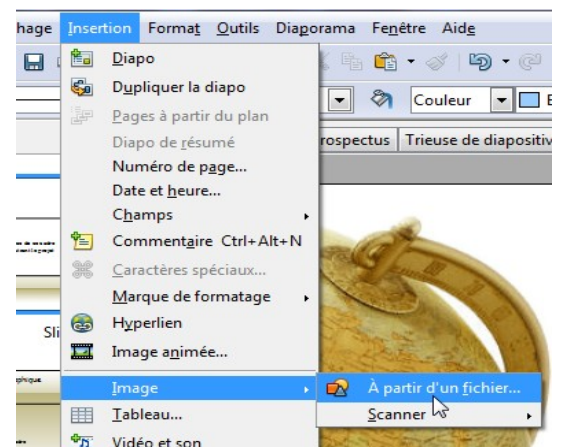 hage Insertion Format Outils Diaporama Fenêtre Aide
Diapo
Dupliquer la diapo
Couleur
Pages à partir du plan
Diapo de résumé
rospectus Trieuse de diapositiv
Numéro de page...
Date et heure...
Champs
Commentaire Ctrl+Alt+N
Caractères spéciaux...
Marque de formatage
Hyperlien
Sli
Image animée...
Image
À partir d'un fichier...
Tableau...
Scanner
Vidéo et son